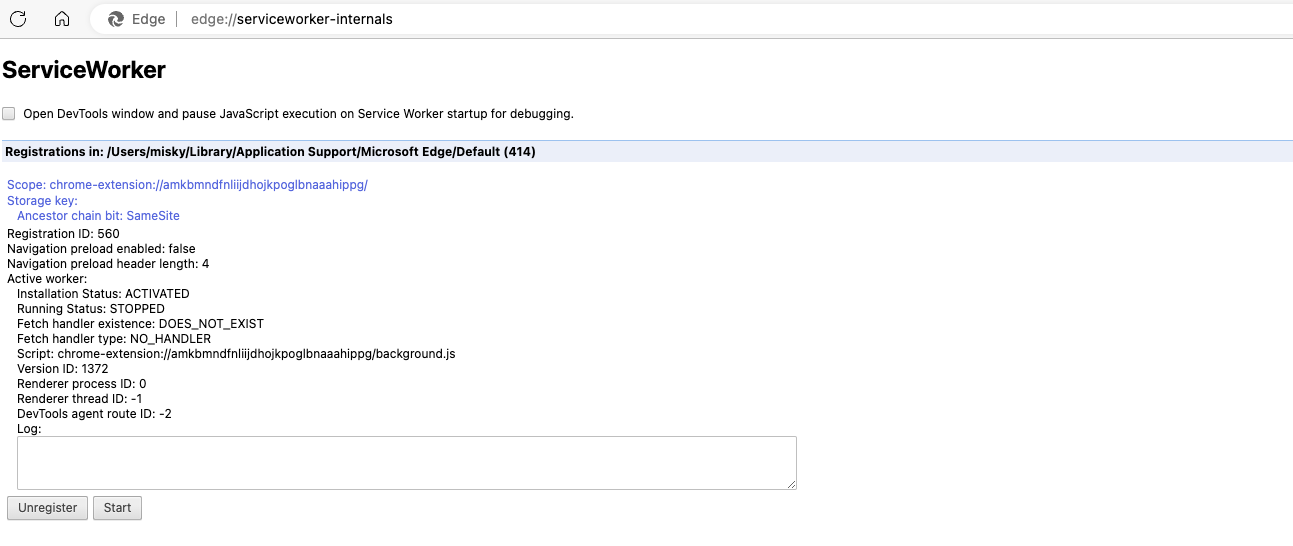 Edge edge://serviceworker-internals
ServiceWorker
Open DevTools window and pause JavaScript execution on Service Worker startup for debugging.
Registrations in: /Users/misky/Library/Application Support/Microsoft Edge/Default (414)
Scope: chrome-extension://amkbmndfnliijdhojkpoglbnaaahippg/
Storage key:
Ancestor chain bit: SameSite
Registration ID: 560
Navigation preload enabled: false
Navigation preload header length: 4
Active worker:
Installation Status: ACTIVATED
Running Status: STOPPED
Fetch handler existence: DOES_NOT_EXIST
Fetch handler type: NO_HANDLER
Script: chrome-extension://amkbmndfnliijdhojkpoglbnaaahippg/background.js
Version ID: 1372
Renderer process ID: 0
Renderer thread ID: -1
DevTools agent route ID: -2
Log:
Unregister Start